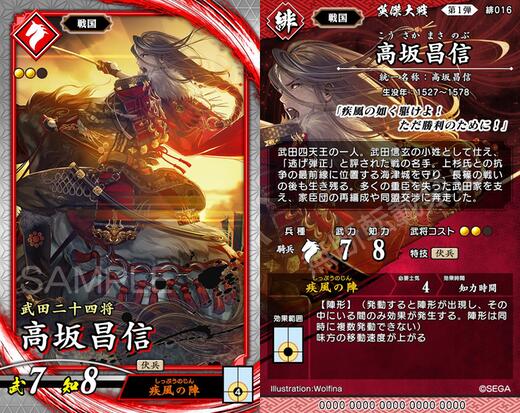 戦国
SAMPLE
武田二十四将
高坂昌信
伏兵
武7 知8
しっぷうのじん
疾風の陣
4
緋
戦国
英傑大戦
第1弾
緋016
こう さか まさ のぶ
高坂昌信
統一名称:高坂昌信
生没年 1527~1578
「疾風の如く駆けよ!
ただ勝利のために!」
武田四天王の一人。武田信玄の小姓として仕え、
「逃げ弾正」と評された戦の名手。上杉氏との抗
争の最前線に位置する海津城を守り、長篠の戦い
の後も生き残る。多くの重臣を失った武田家を支
え、家臣団の再編成や同盟交渉に奔走した。
兵種 武力 知力 武将コスト
騎兵 7 8 特技 伏兵
しっぷうのじん 必要士気 効果時間
疾風の陣 4 知力時間
効果範囲
【陣形】(発動すると陣形が出現し、その
中にいる間のみ効果が発生する。陣形は同
時に複数発動できない)
味方の移動速度が上がる
Illustration:Wolfina
©SEGA
0000 0000 0000 0000 0000